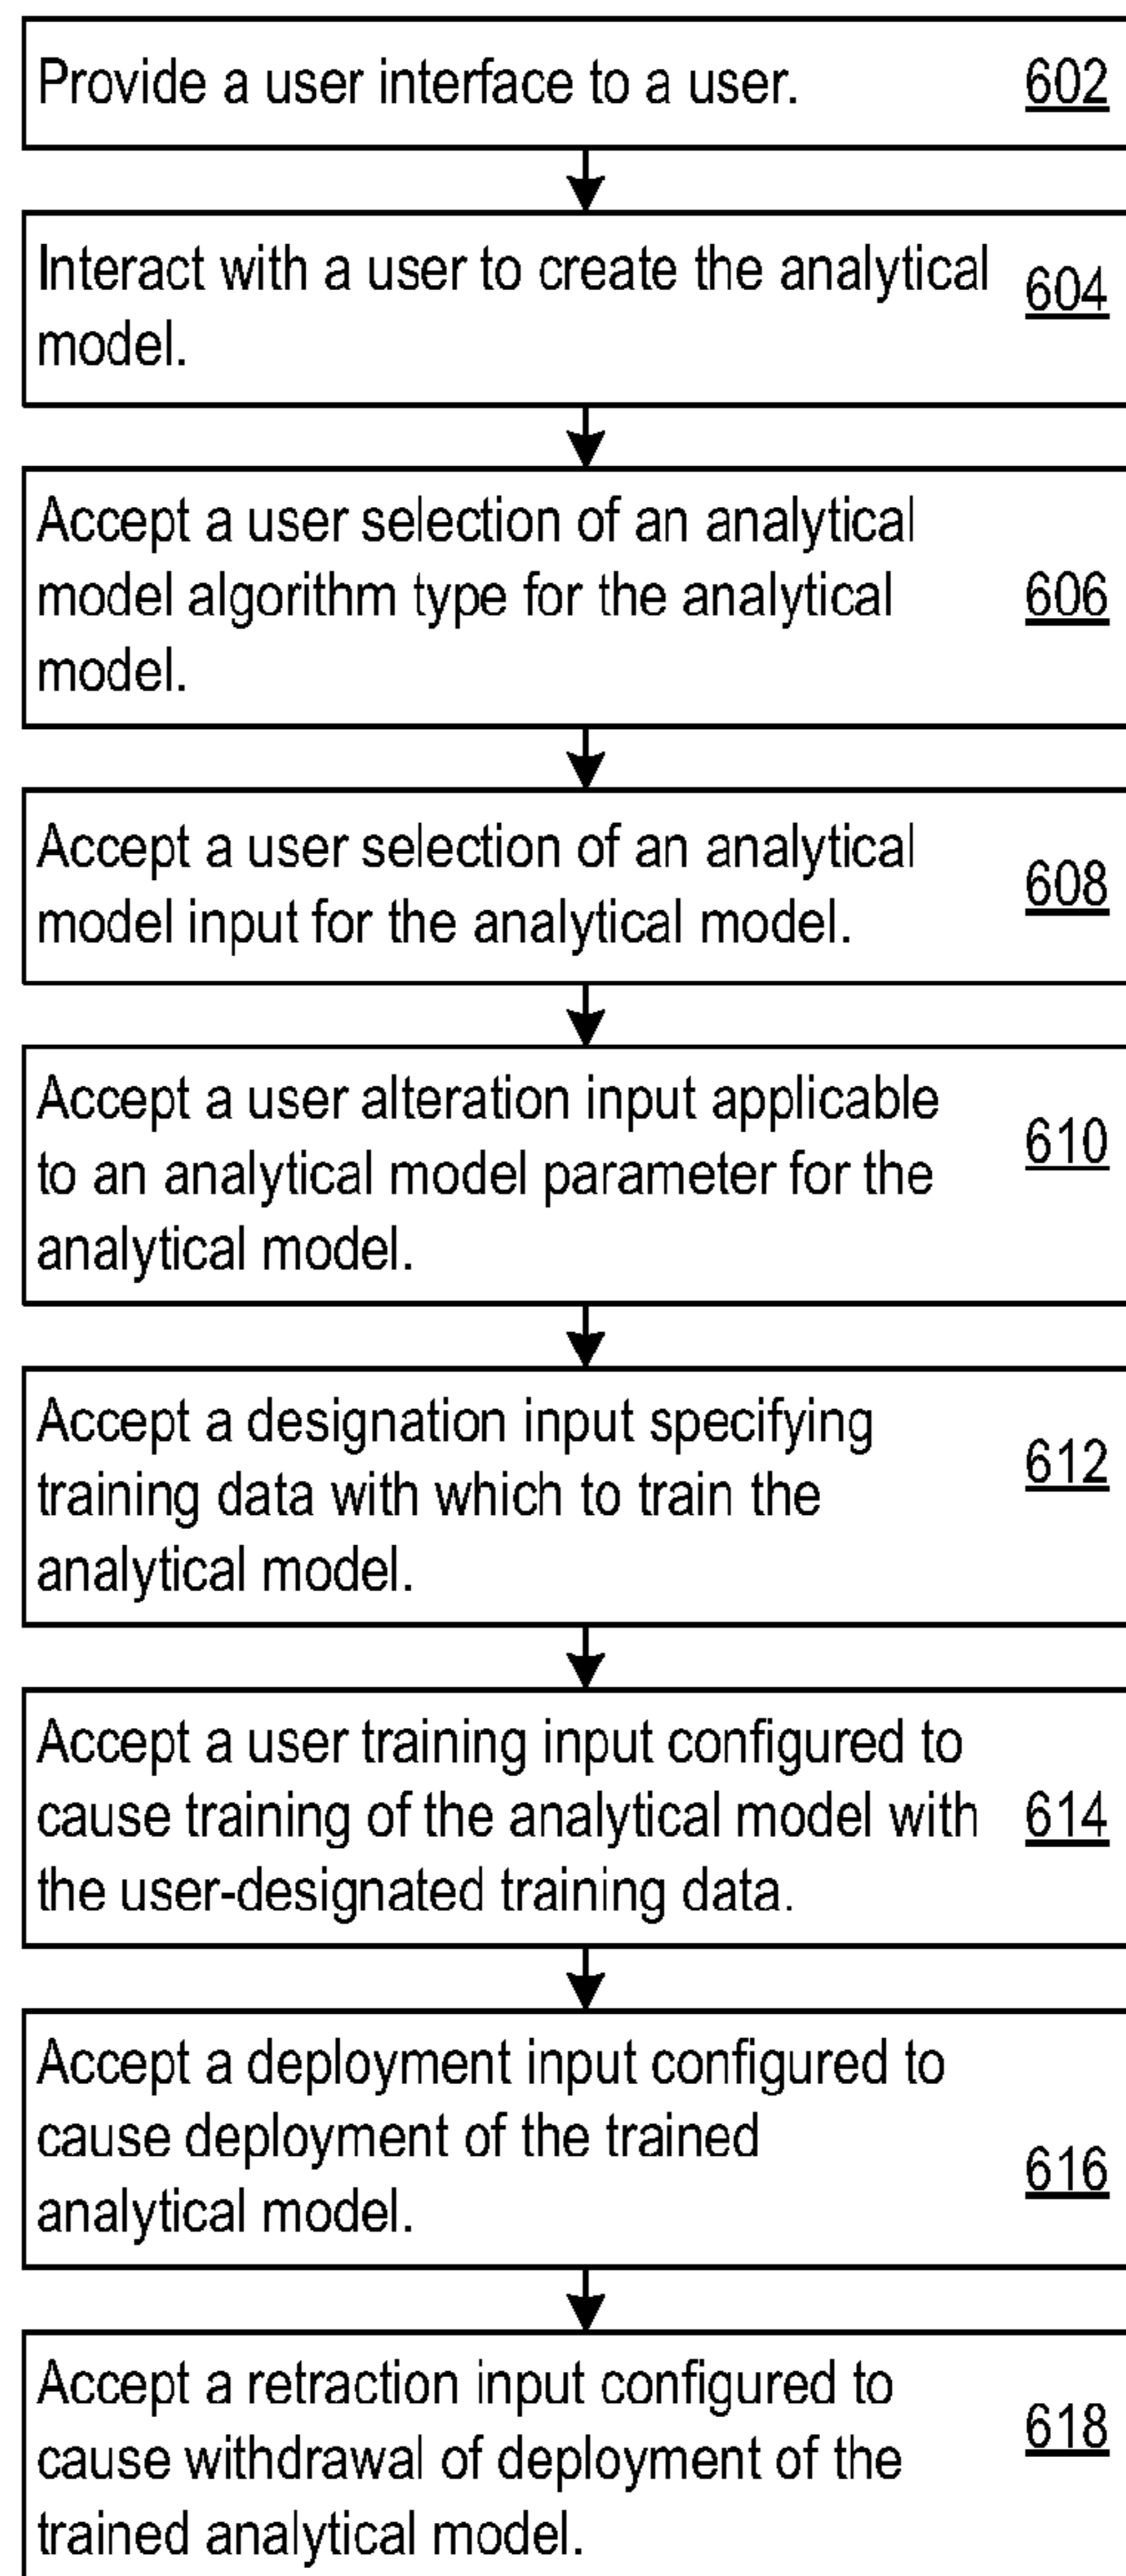 Provide a user interface to a user. 602
Interact with a user to create the analytical 604
model.
Accept a user selection of an analytical
model algorithm type for the analytical 606
model.
Accept a user selection of an analytical 608
model input for the analytical model.
Accept a user alteration input applicable
to an analytical model parameter for the 610
analytical model.
Accept a designation input specifying
training data with which to train the 612
analytical model.
Accept a user training input configured to
cause training of the analytical model with 614
the user-designated training data.
Accept a deployment input configured to
cause deployment of the trained 616
analytical model.
Accept a retraction input configured to
cause withdrawal of deployment of the 618
trained analytical model.